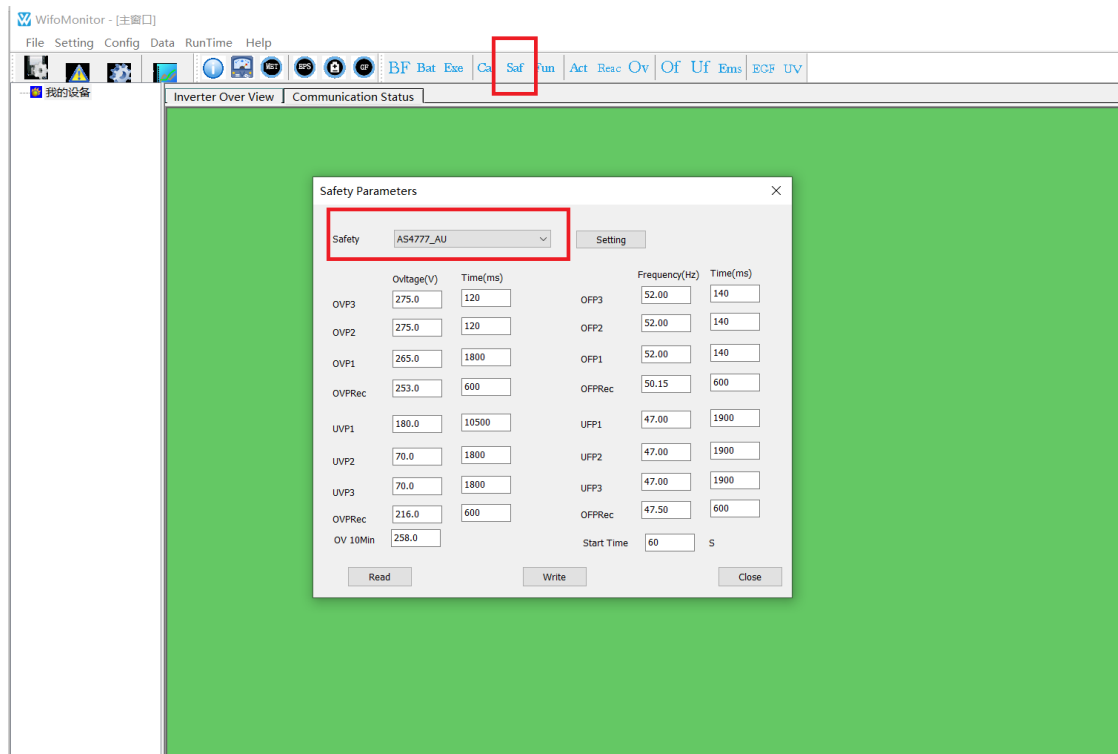 WifoMonitor - [主窗口]
File Setting Config Data RunTime Help
MET EPS GF BF Bat Exe Ca Saf Fun Act Reac Ov Of Uf Ems EGF UV
我的设备
Inverter Over View Communication Status
Safety Parameters
Safety AS4777_AU Setting
Ovltage(V) Time(ms) Frequency(Hz) Time(ms)
OVP3 275.0 120 OFP3 52.00 140
OVP2 275.0 120 OFP2 52.00 140
OVP1 265.0 1800 OFP1 52.00 140
OVPRec 253.0 600 OFPRec 50.15 600
UVP1 180.0 10500 UFP1 47.00 1900
UVP2 70.0 1800 UFP2 47.00 1900
UVP3 70.0 1800 UFP3 47.00 1900
OVPRec 216.0 600 OFPRec 47.50 600
OV 10Min 258.0 Start Time 60 S
Read Write Close